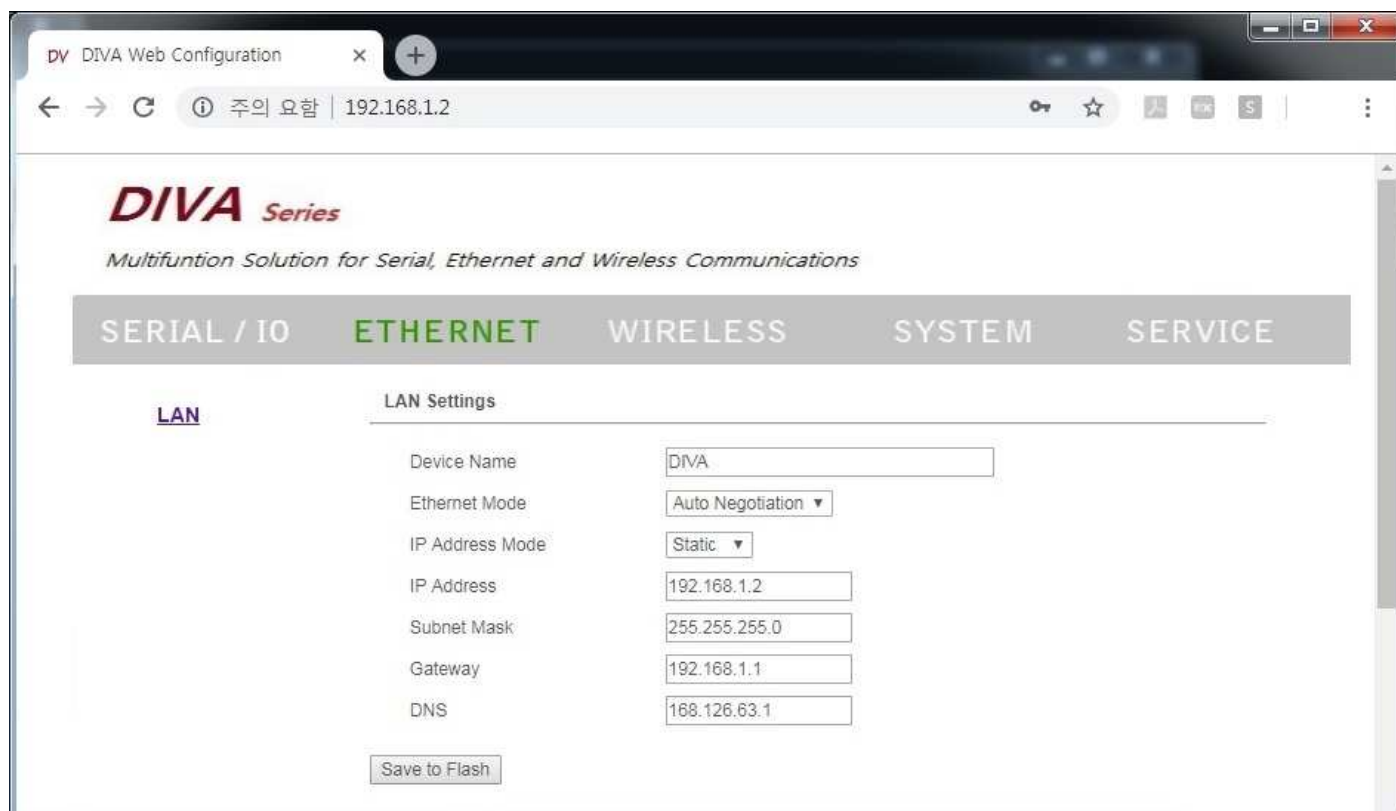 DV DIVA Web Configuration
주의 요함 192.168.1.2
DIVA Series
Multifuntion Solution for Serial, Ethernet and Wireless Communications
SERIAL / IO ETHERNET WIRELESS SYSTEM SERVICE
LAN
LAN Settings
Device Name DIVA
Ethernet Mode Auto Negotiation
IP Address Mode Static
IP Address 192.168.1.2
Subnet Mask 255.255.255.0
Gateway 192.168.1.1
DNS 168.126.63.1
Save to Flash